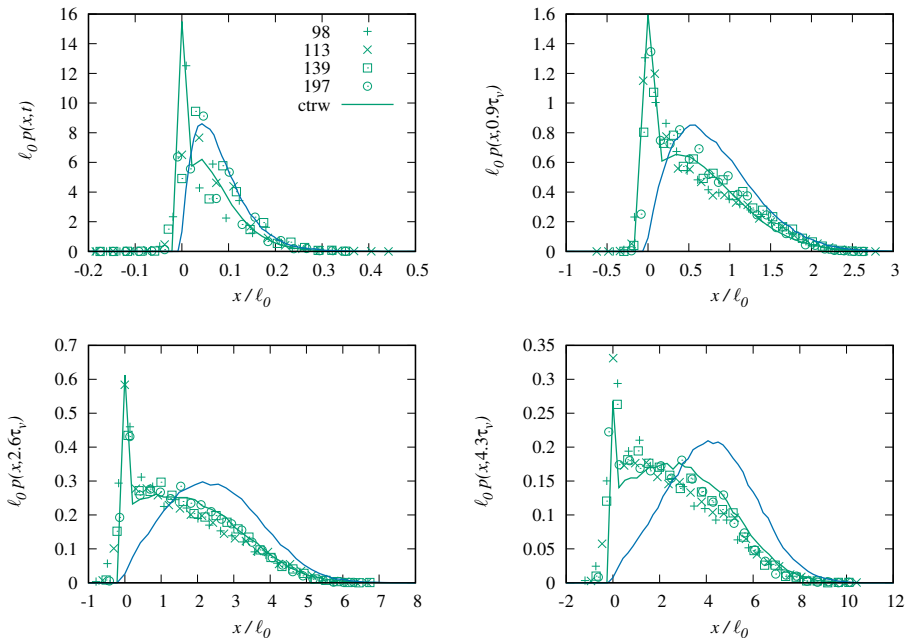 ℓ₀ p(x,t)
16
14
12
10
8
6
4
2
0
98
113
139
197
ctrw
-0.2 -0.1 0 0.1 0.2 0.3 0.4 0.5
x / ℓ₀
ℓ₀ p(x,0.9τᵥ)
1.6
1.4
1.2
1
0.8
0.6
0.4
0.2
0
-1 -0.5 0 0.5 1 1.5 2 2.5 3
x / ℓ₀
ℓ₀ p(x,2.6τᵥ)
0.7
0.6
0.5
0.4
0.3
0.2
0.1
0
-1 0 1 2 3 4 5 6 7 8
x / ℓ₀
ℓ₀ p(x,4.3τᵥ)
0.35
0.3
0.25
0.2
0.15
0.1
0.05
0
-2 0 2 4 6 8 10 12
x / ℓ₀